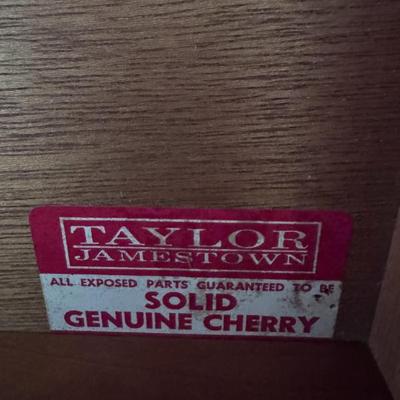 TAYLOR
JAMESTOWN
ALL EXPOSED PARTS GUARANTEED TO BE
SOLID
GENUINE CHERRY